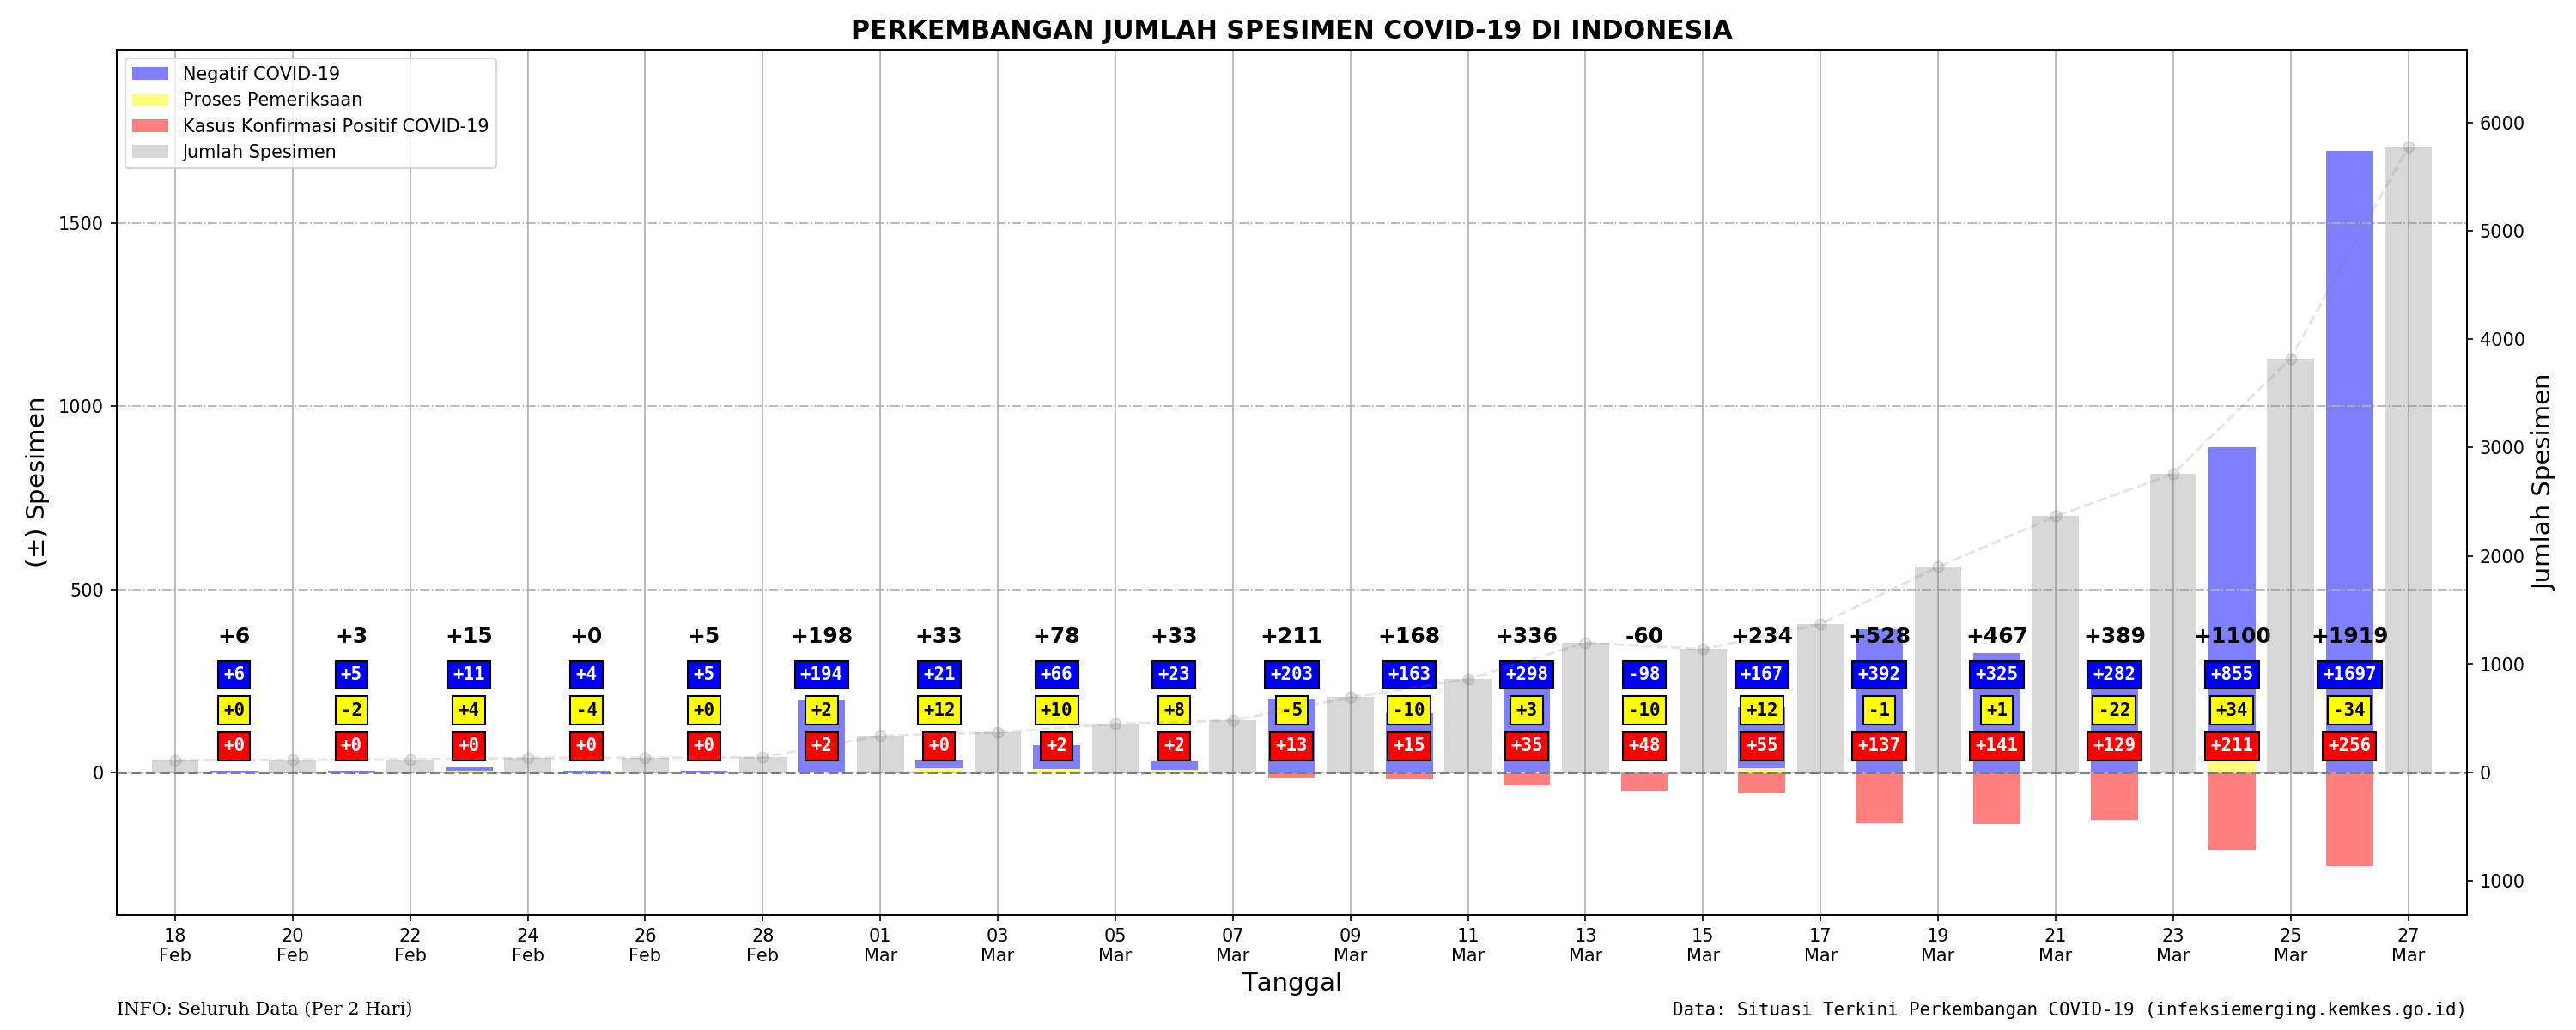 PERKEMBANGAN JUMLAH SPESIMEN COVID-19 DI INDONESIA
Negatif COVID-19
Proses Pemeriksaan
Kasus Konfirmasi Positif COVID-19
Jumlah Spesimen
(±) Spesimen
1500
1000
500
0
6000
5000
4000
3000
2000
1000
0
1000
Jumlah Spesimen
+6 +3 +15 +0 +5 +198 +33 +78 +33 +211 +168 +336 -60 +234 +528 +467 +389 +1100 +1919
+6 +5 +11 +4 +5 +194 +21 +66 +23 +203 +163 +298 -98 +167 +392 +325 +282 +855 +1697
+0 -2 +4 -4 +0 +2 +12 +10 +8 -5 -10 +3 -10 +12 -1 +1 -22 +34 -34
+0 +0 +0 +0 +0 +2 +0 +2 +2 +13 +15 +35 +48 +55 +137 +141 +129 +211 +256
18 20 22 24 26 28 01 03 05 07 09 11 13 15 17 19 21 23 25 27
Feb Feb Feb Feb Feb Feb Mar Mar Mar Mar Mar Mar Mar Mar Mar Mar Mar Mar Mar Mar
Tanggal
INFO: Seluruh Data (Per 2 Hari)
Data: Situasi Terkini Perkembangan COVID-19 (infeksiemerging.kemkes.go.id)